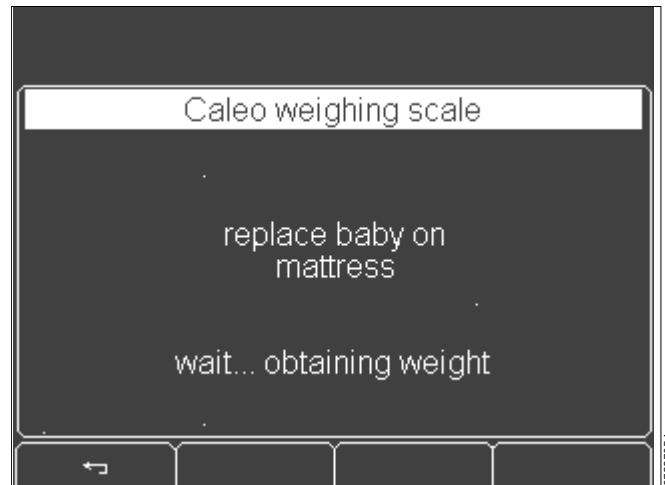 Caleo weighing scale
replace baby on
mattress
wait... obtaining weight